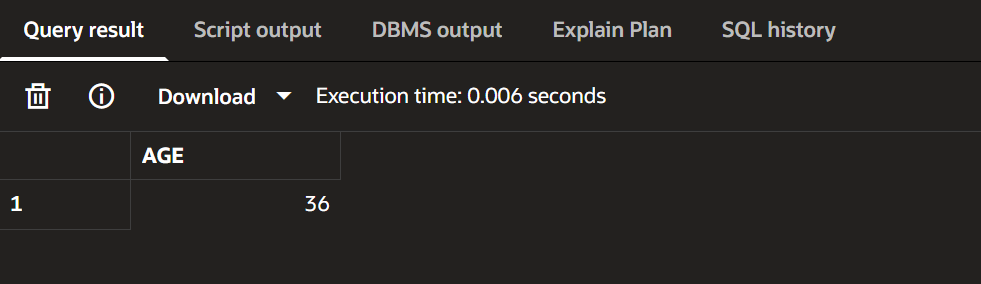 Query result Script output DBMS output Explain Plan SQL history
Download Execution time: 0.006 seconds
AGE
1 36